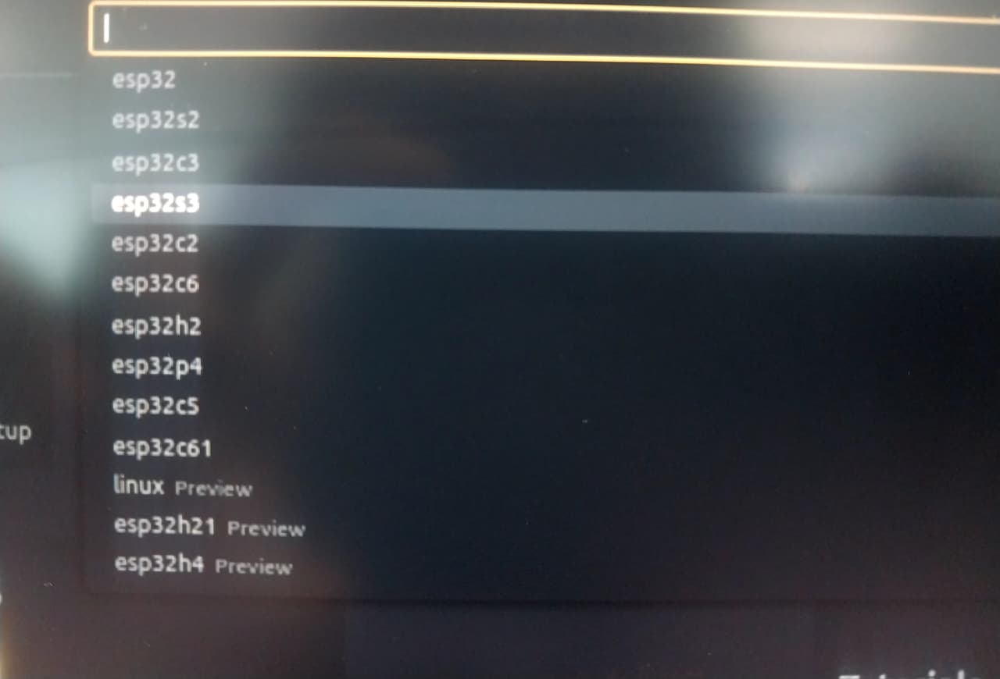 esp32
esp32s2
esp32c3
esp32s3
esp32c2
esp32c6
esp32h2
esp32p4
esp32c5
esp32c61
linux Preview
esp32h21 Preview
esp32h4 Preview
tup